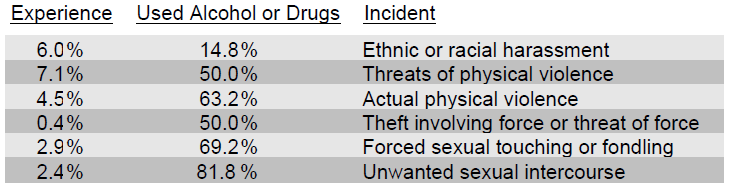 Experience Used Alcohol or Drugs Incident
6.0% 14.8% Ethnic or racial harassment
7.1% 50.0% Threats of physical violence
4.5% 63.2% Actual physical violence
0.4% 50.0% Theft involving force or threat of force
2.9% 69.2% Forced sexual touching or fondling
2.4% 81.8% Unwanted sexual intercourse